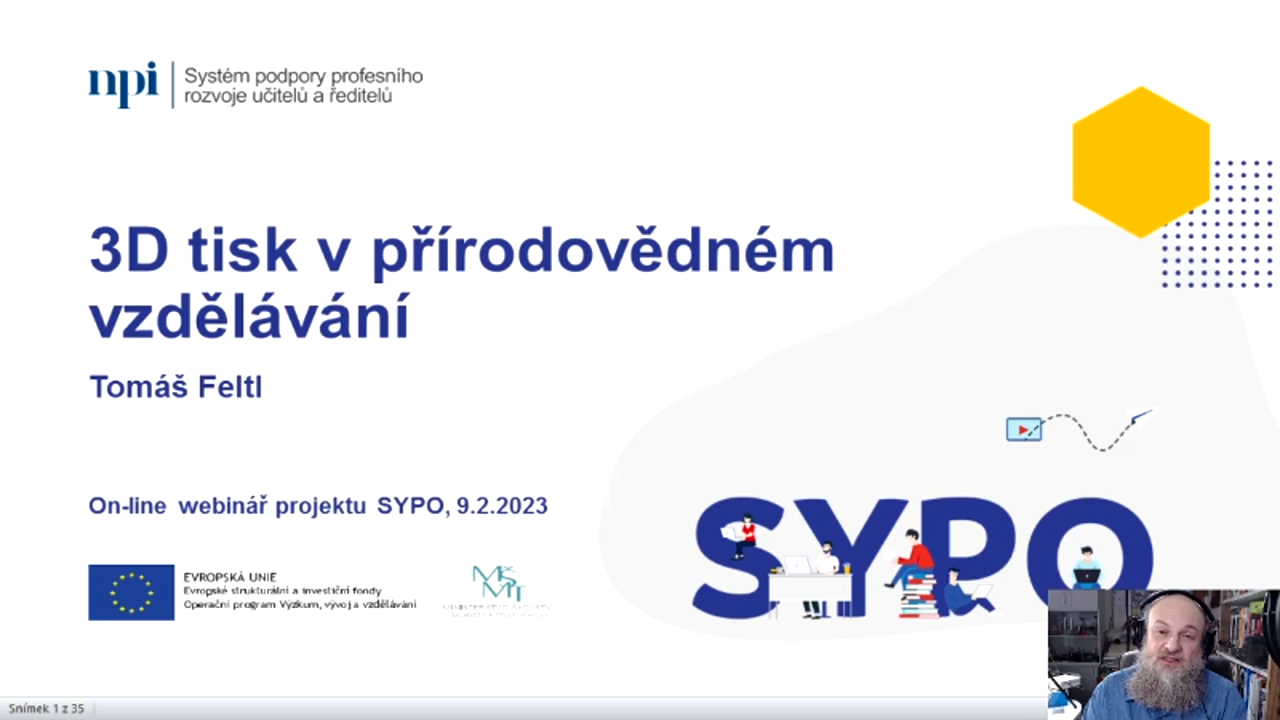 npi
Systém podpory profesního
rozvoje učitelů a ředitelů
3D tisk v přírodovědném
vzdělávání
Tomáš Feltl
On-line webinář projektu SYPO, 9.2.2023
EVROPSKÁ UNIE
Evropské strukturální a investiční fondy
Operační program Výzkum, vývoj a vzdělávání
MŠMT
SYPO
Snímek 1 z 35